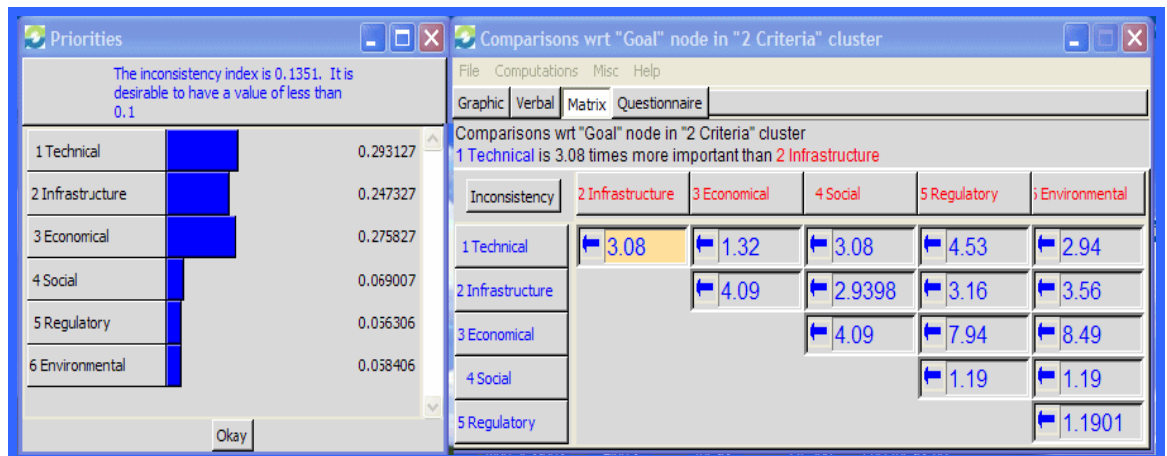 Priorities
The inconsistency index is 0.1351. It is
desirable to have a value of less than
0.1
1 Technical 0.293127
2 Infrastructure 0.247327
3 Economical 0.275827
4 Social 0.069007
5 Regulatory 0.056306
6 Environmental 0.058406
Okay
Comparisons wrt "Goal" node in "2 Criteria" cluster
File Computations Misc Help
Graphic Verbal Matrix Questionnaire
Comparisons wrt "Goal" node in "2 Criteria" cluster
1 Technical is 3.08 times more important than 2 Infrastructure
Inconsistency 2 Infrastructure 3 Economical 4 Social 5 Regulatory Environmental
1 Technical 3.08 1.32 3.08 4.53 2.94
2 Infrastructure 4.09 2.9398 3.16 3.56
3 Economical 4.09 7.94 8.49
4 Social 1.19 1.19
5 Regulatory 1.1901